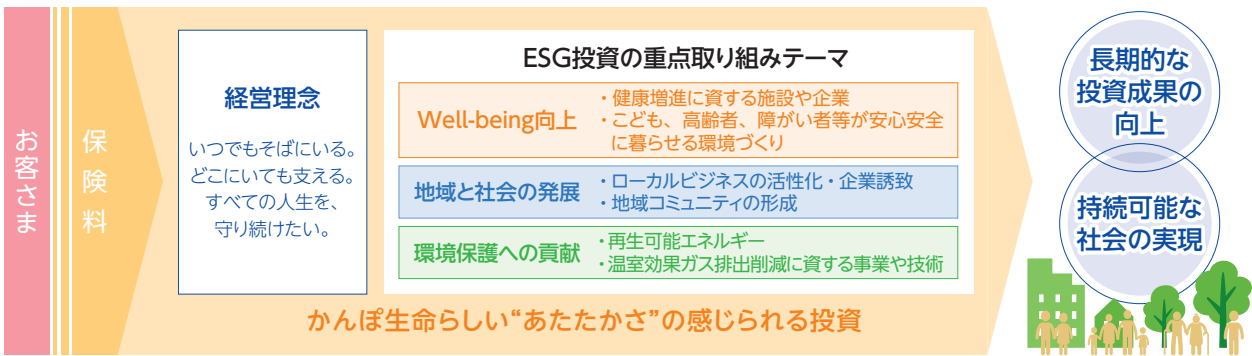 お客さま
保険料
経営理念
いつでもそばにいる。
どこにいても支える。
すべての人生を、
守り続けたい。
ESG投資の重点取り組みテーマ
Well-being向上
・健康増進に資する施設や企業
・こども、高齢者、障がい者等が安心安全
に暮らせる環境づくり
地域と社会の発展
・ローカルビジネスの活性化・企業誘致
・地域コミュニティの形成
環境保護への貢献
・再生可能エネルギー
・温室効果ガス排出削減に資する事業や技術
かんぽ生命らしい“あたたかさ”の感じられる投資
長期的な
投資成果の
向上
持続可能な
社会の実現